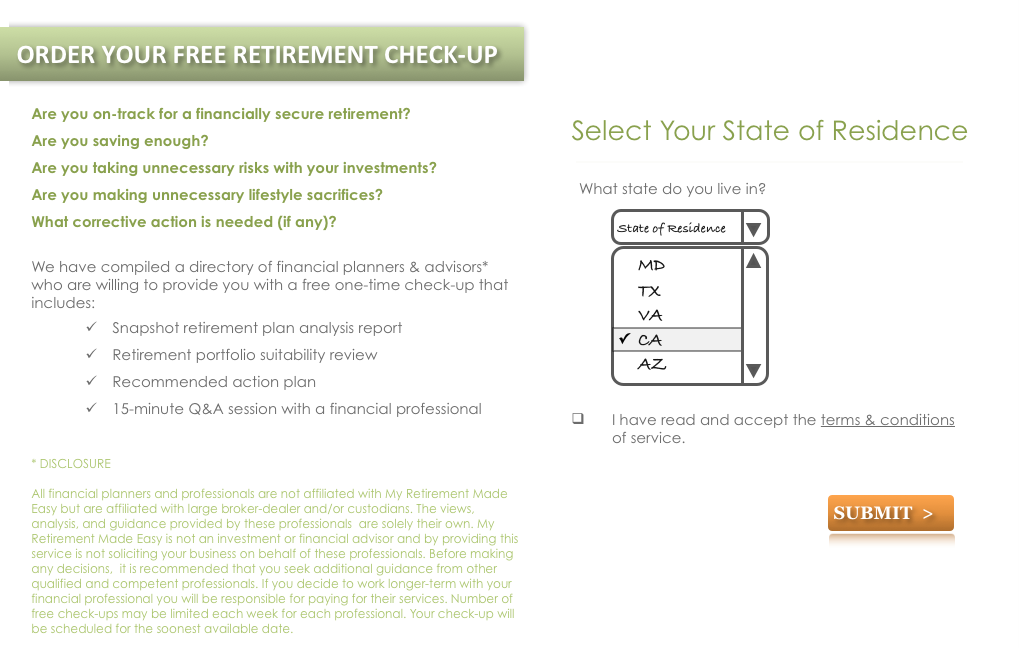 ORDER YOUR FREE RETIREMENT CHECK-UP
Are you on-track for a financially secure retirement?
Are you saving enough?
Are you taking unnecessary risks with your investments?
Are you making unnecessary lifestyle sacrifices?
What corrective action is needed (if any)?
We have compiled a directory of financial planners & advisors*
who are willing to provide you with a free one-time check-up that
includes:
✓ Snapshot retirement plan analysis report
✓ Retirement portfolio suitability review
✓ Recommended action plan
✓ 15-minute Q&A session with a financial professional
* DISCLOSURE
All financial planners and professionals are not affiliated with My Retirement Made
Easy but are affiliated with large broker-dealer and/or custodians. The views,
analysis, and guidance provided by these professionals  are solely their own. My
Retirement Made Easy is not an investment or financial advisor and by providing this
service is not soliciting your business on behalf of these professionals. Before making
any decisions,  it is recommended that you seek additional guidance from other
qualified and competent professionals. If you decide to work longer-term with your
financial professional you will be responsible for paying for their services. Number of
free check-ups may be limited each week for each professional. Your check-up will
be scheduled for the soonest available date.
Select Your State of Residence
What state do you live in?
State of Residence
MD
TX
VA
✓ CA
AZ
I have read and accept the terms & conditions
of service.
SUBMIT >